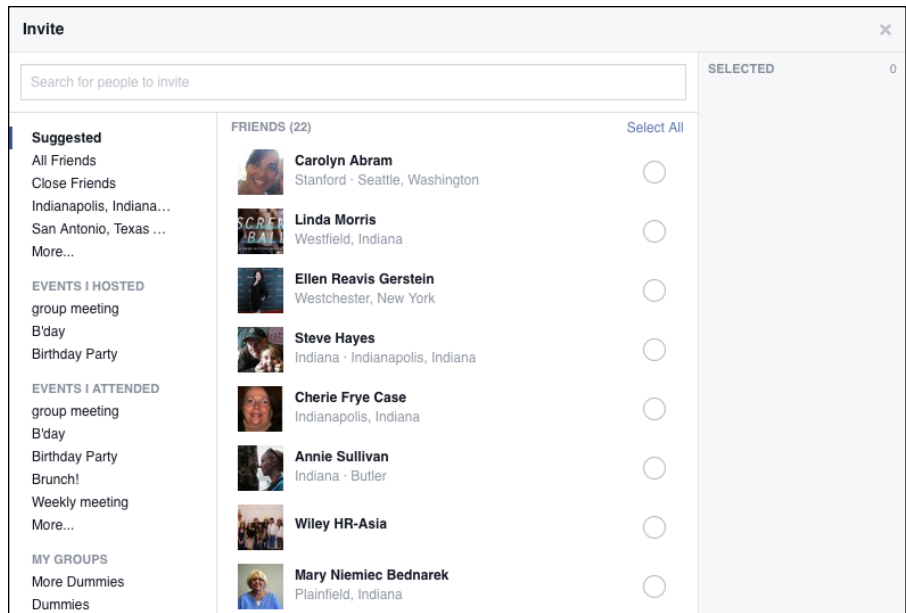 Invite
×
Search for people to invite
SELECTED 0
Suggested
All Friends
Close Friends
Indianapolis, Indiana…
San Antonio, Texas …
More...
EVENTS I HOSTED
group meeting
B'day
Birthday Party
EVENTS I ATTENDED
group meeting
B'day
Birthday Party
Brunch!
Weekly meeting
More...
MY GROUPS
More Dummies
Dummies
FRIENDS (22) Select All
Carolyn Abram
Stanford · Seattle, Washington
SCREW
BALL
Linda Morris
Westfield, Indiana
Ellen Reavis Gerstein
Westchester, New York
Steve Hayes
Indiana · Indianapolis, Indiana
Cherie Frye Case
Indianapolis, Indiana
Annie Sullivan
Indiana · Butler
Wiley HR-Asia
Mary Niemiec Bednarek
Plainfield, Indiana